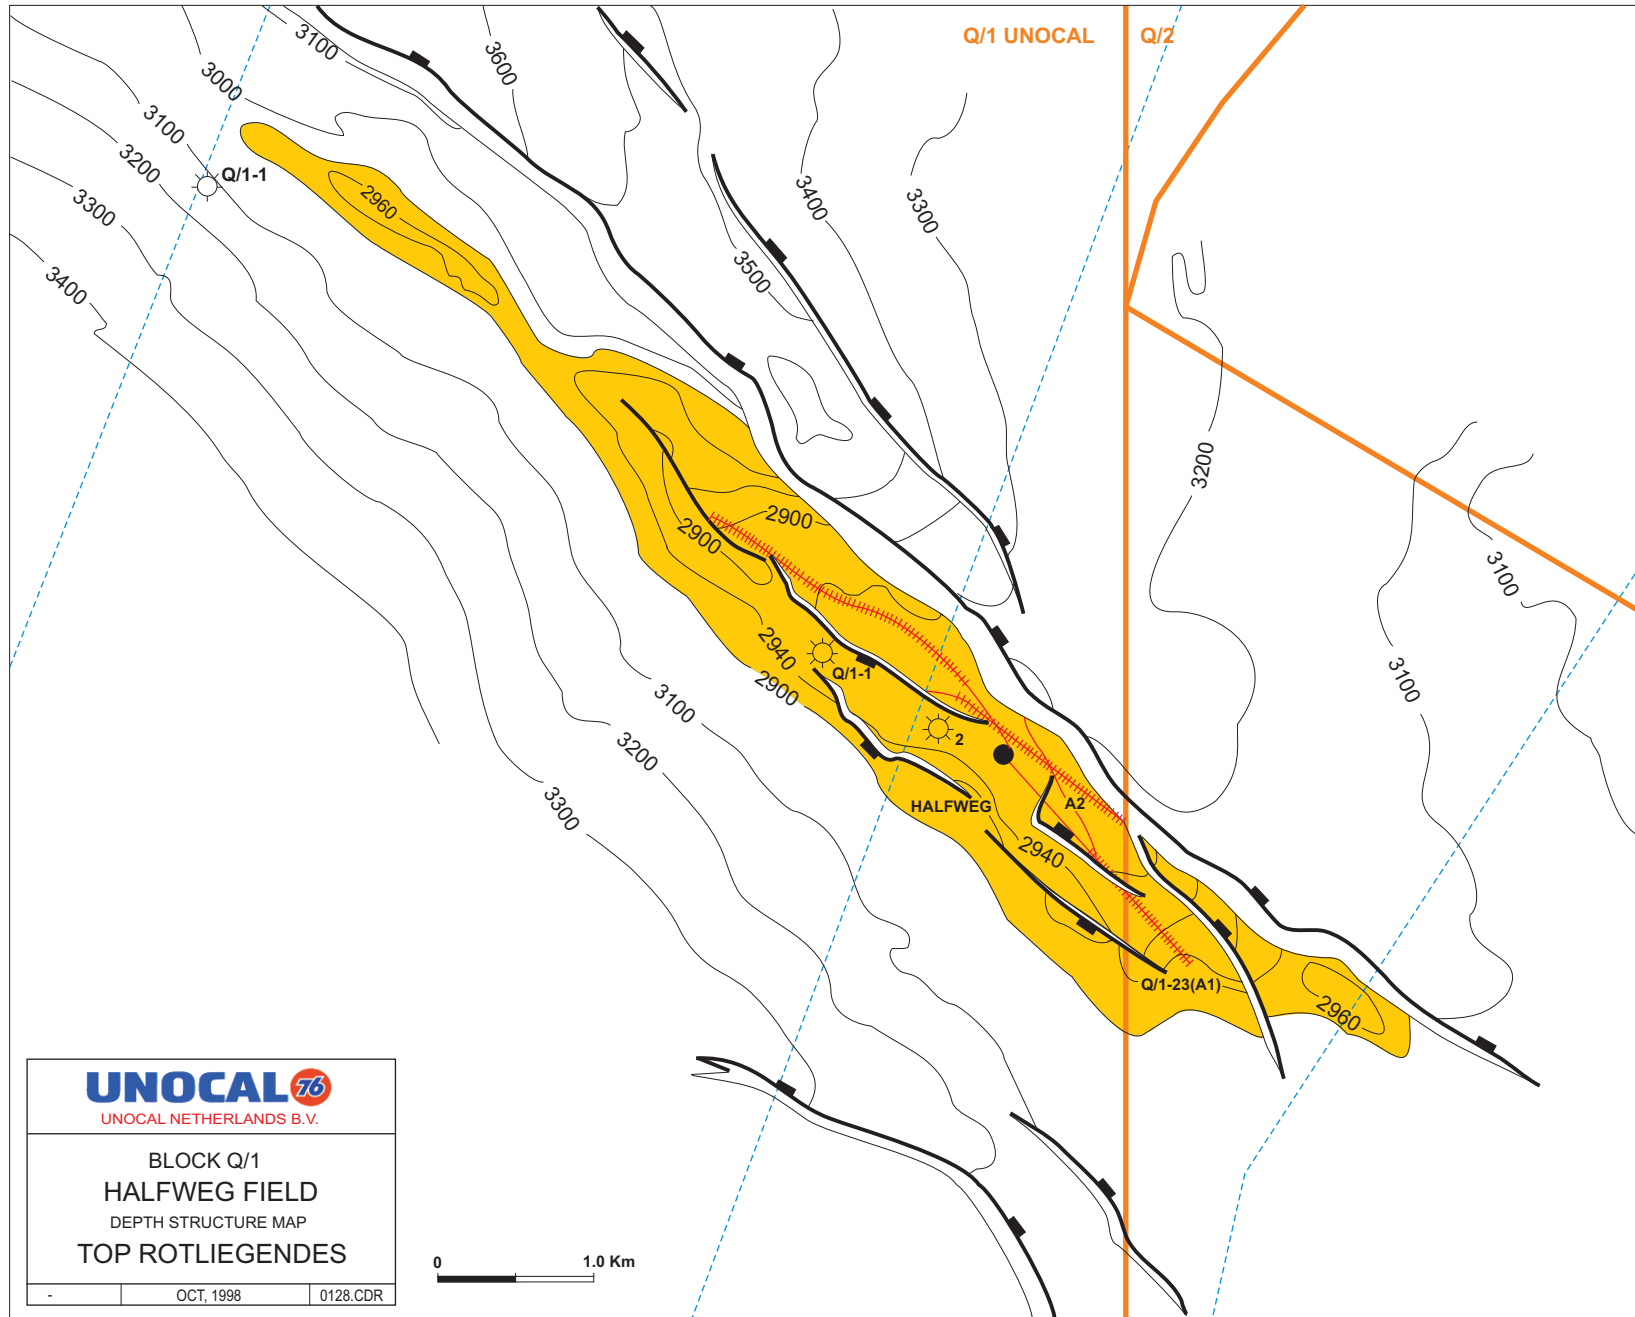 Q/1 UNOCAL
Q/2
3100
3600
3000
3100
3200
3300
3400
Q/1-1
2960
3400
3300
3500
3200
3100
3100
2900
2900
2940
2900
Q/1-1
2
3100
3200
3300
HALFWEG
A2
2940
Q/1-23(A1)
2960
UNOCAL 76
UNOCAL NETHERLANDS B.V.
BLOCK Q/1
HALFWEG FIELD
DEPTH STRUCTURE MAP
TOP ROTLIEGENDES
- OCT, 1998 0128.CDR
0 1.0 Km